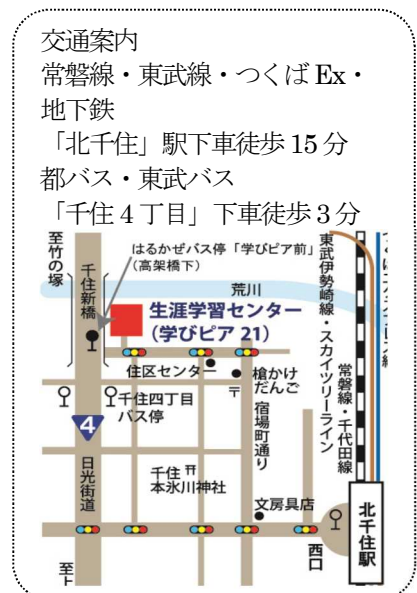 交通案内
常磐線・東武線・つくば Ex・
地下鉄
「北千住」駅下車徒歩 15 分
都バス・東武バス
「千住 4 丁目」下車徒歩 3 分
至竹の塚
はるかぜバス停「学びピア前」
(高架橋下)
千住新橋
荒川
生涯学習センター
(学びピア 21)
東武伊勢崎線・スカイツリーライン
常磐線・千代田線
住区センター
槍かけ
だんご
〒
千住四丁目
バス停
宿場町通り
4
日光街道
千住
本氷川神社
文房具店
北千住駅
西口
至上